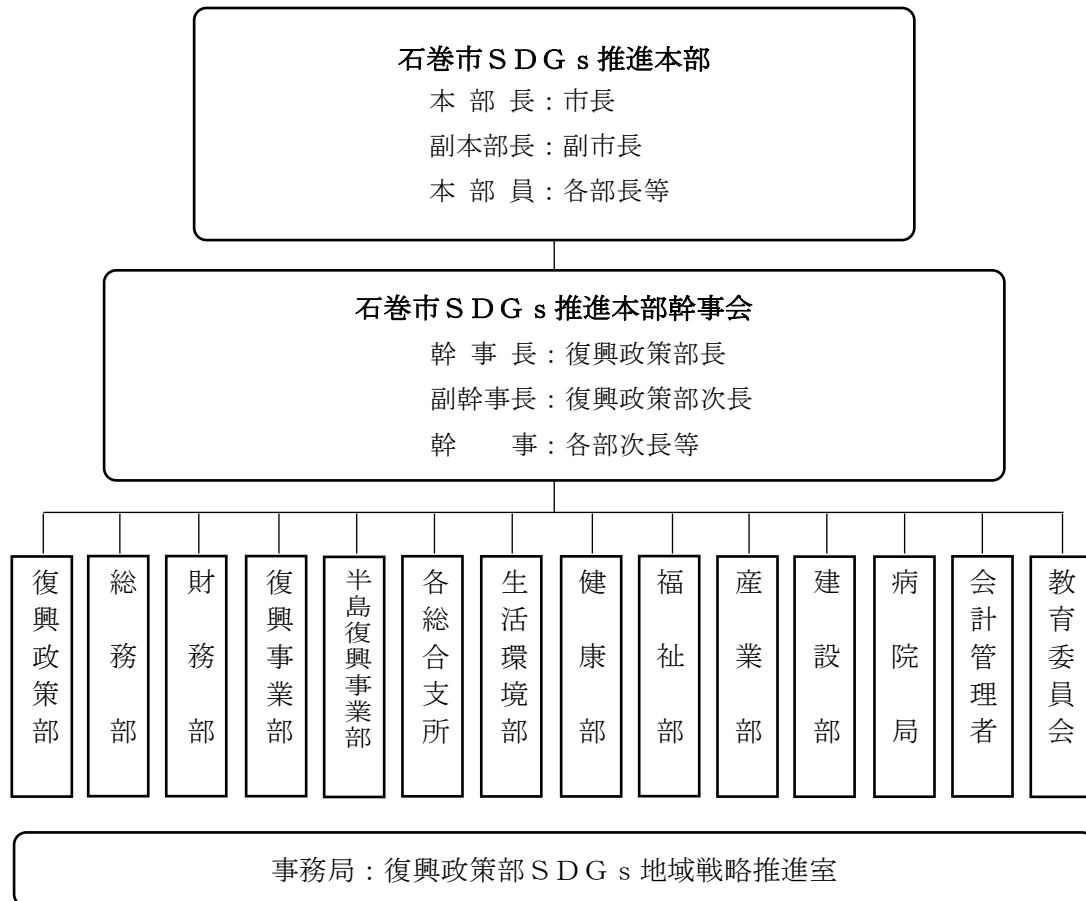 石巻市ＳＤＧｓ推進本部
本部長：市長
副本部長：副市長
本部員：各部長等
石巻市ＳＤＧｓ推進本部幹事会
幹事長：復興政策部長
副幹事長：復興政策部次長
幹　　事：各部次長等
復興政策部
総務部
財務部
復興事業部
半島復興事業部
各総合支所
生活環境部
健康部
福祉部
産業部
建設部
病院局
会計管理者
教育委員会
事務局：復興政策部ＳＤＧｓ地域戦略推進室